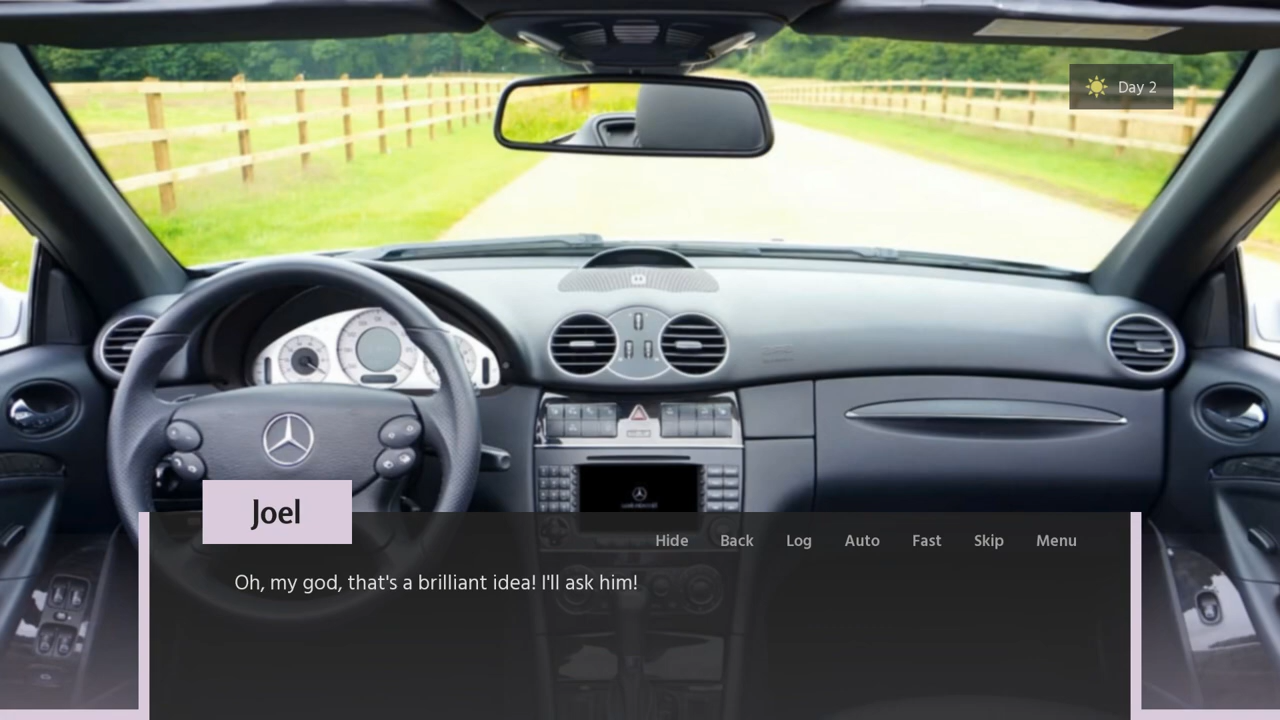 Day 2
Joel
Hide Back Log Auto Fast Skip Menu
Oh, my god, that's a brilliant idea! I'll ask him!